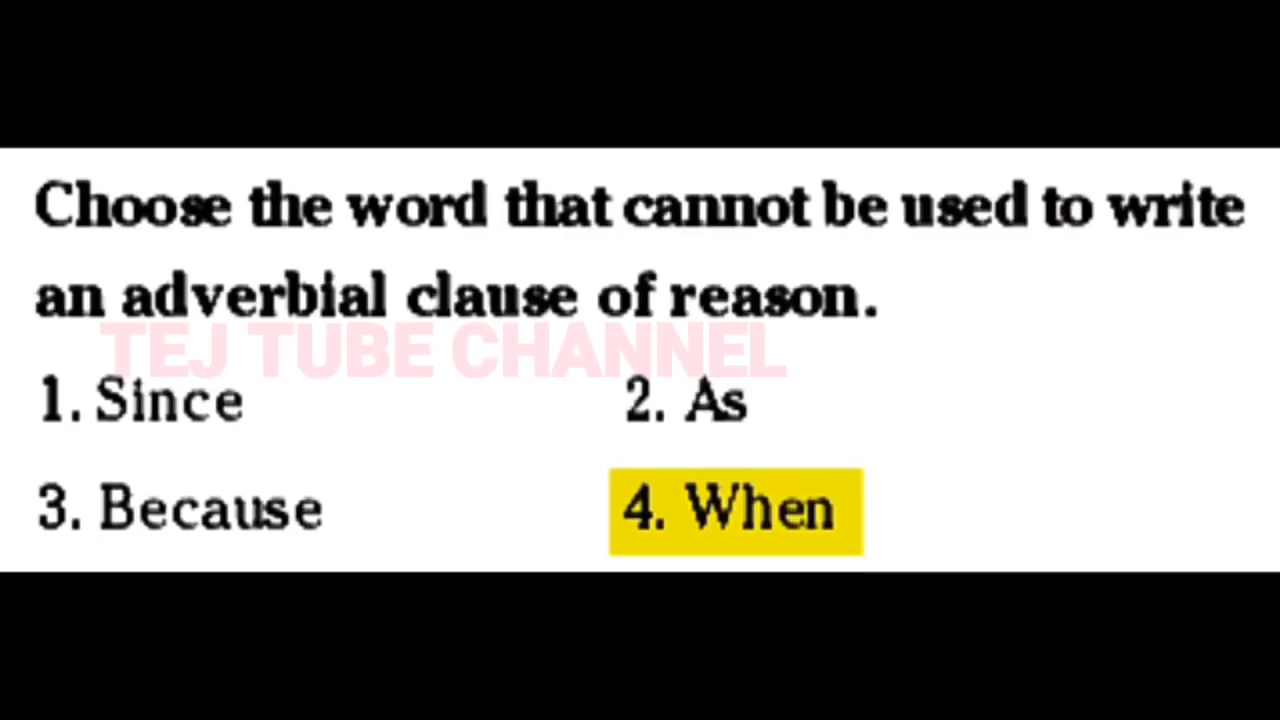 Choose the word that cannot be used to write
an adverbial clause of reason.
TEJ TUBE CHANNEL
1. Since 2. As
3. Because 4. When